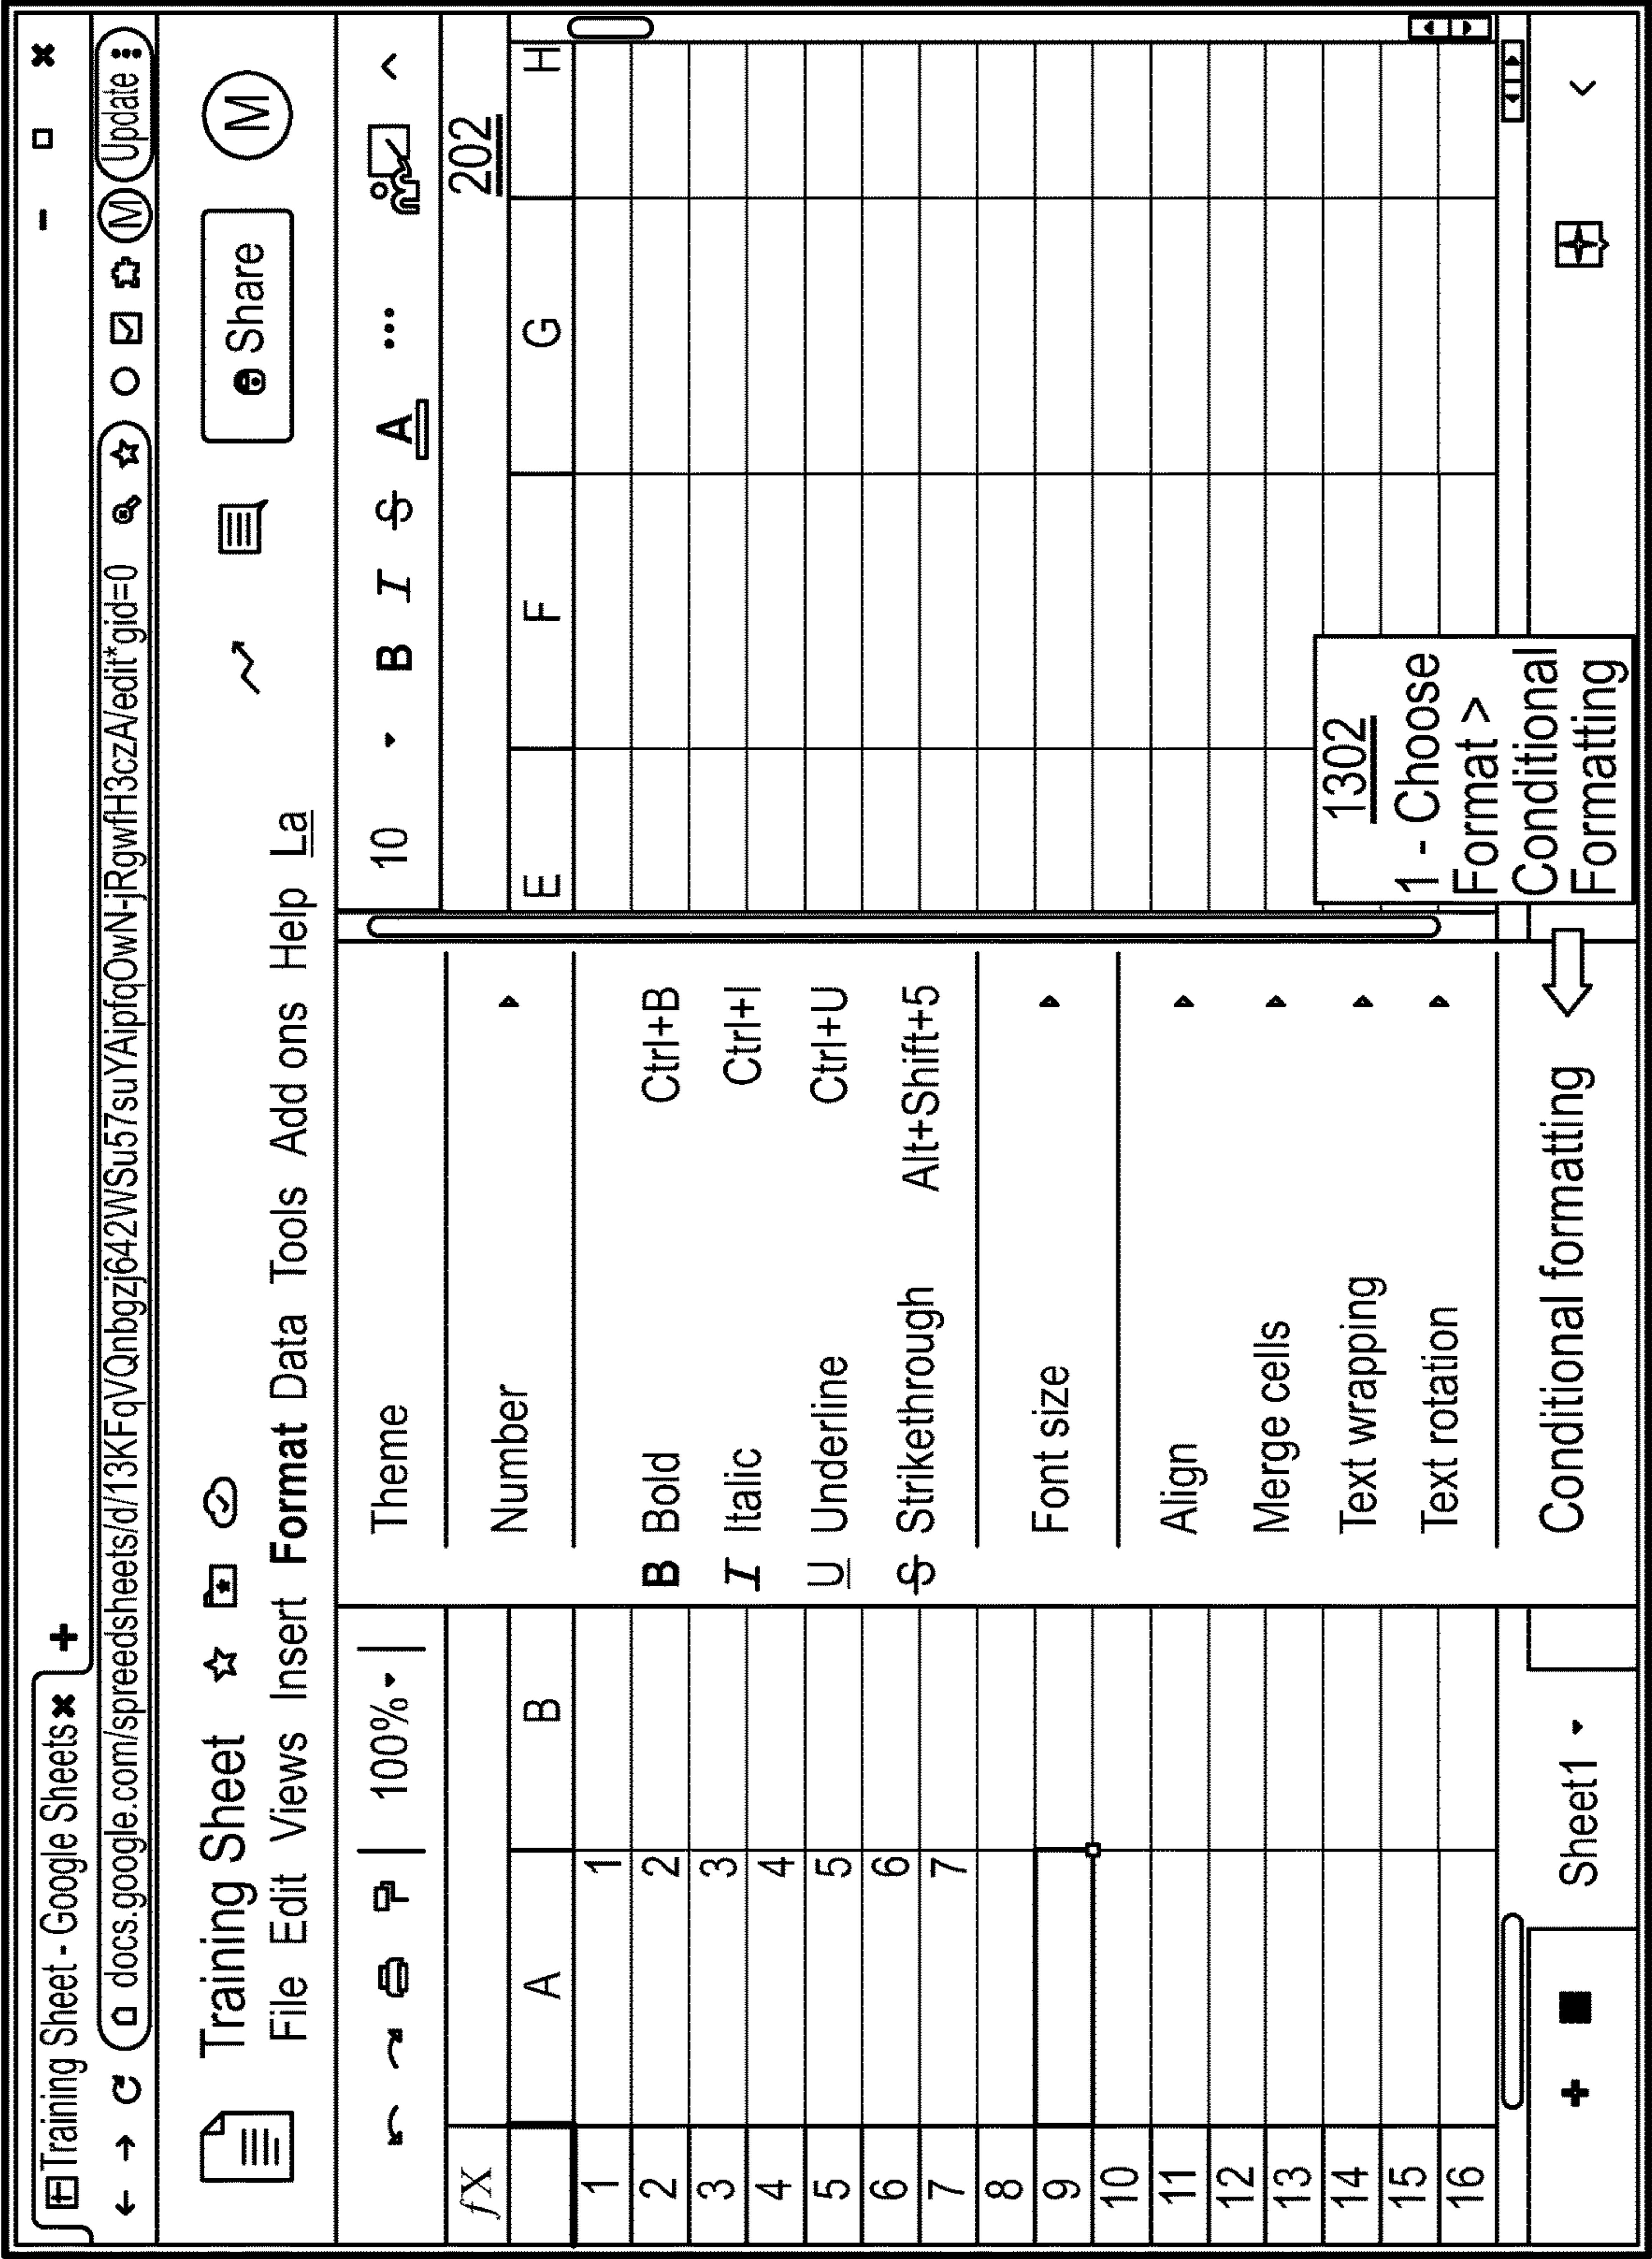 Training Sheet - Google Sheets
docs.google.com/spreedsheets/d/13KFqVQnbgzj642WSu57suYAipfqOwN-jRgwfH3czA/edit*gid=0
M Update
Training Sheet
Share
M
File Edit Views Insert Format Data Tools Add ons Help La
100%
10
B I S A
fX
202
A B E F G H
Theme
Number
B Bold Ctrl+B
I Italic Ctrl+I
U Underline Ctrl+U
S Strikethrough Alt+Shift+5
Font size
Align
Merge cells
Text wrapping
Text rotation
Conditional formatting
1 1
2 2
3 3
4 4
5 5
6 6
7 7
8
9
10
11
12
13
14
15
16
1302
1 - Choose
Format >
Conditional
Formatting
Sheet1